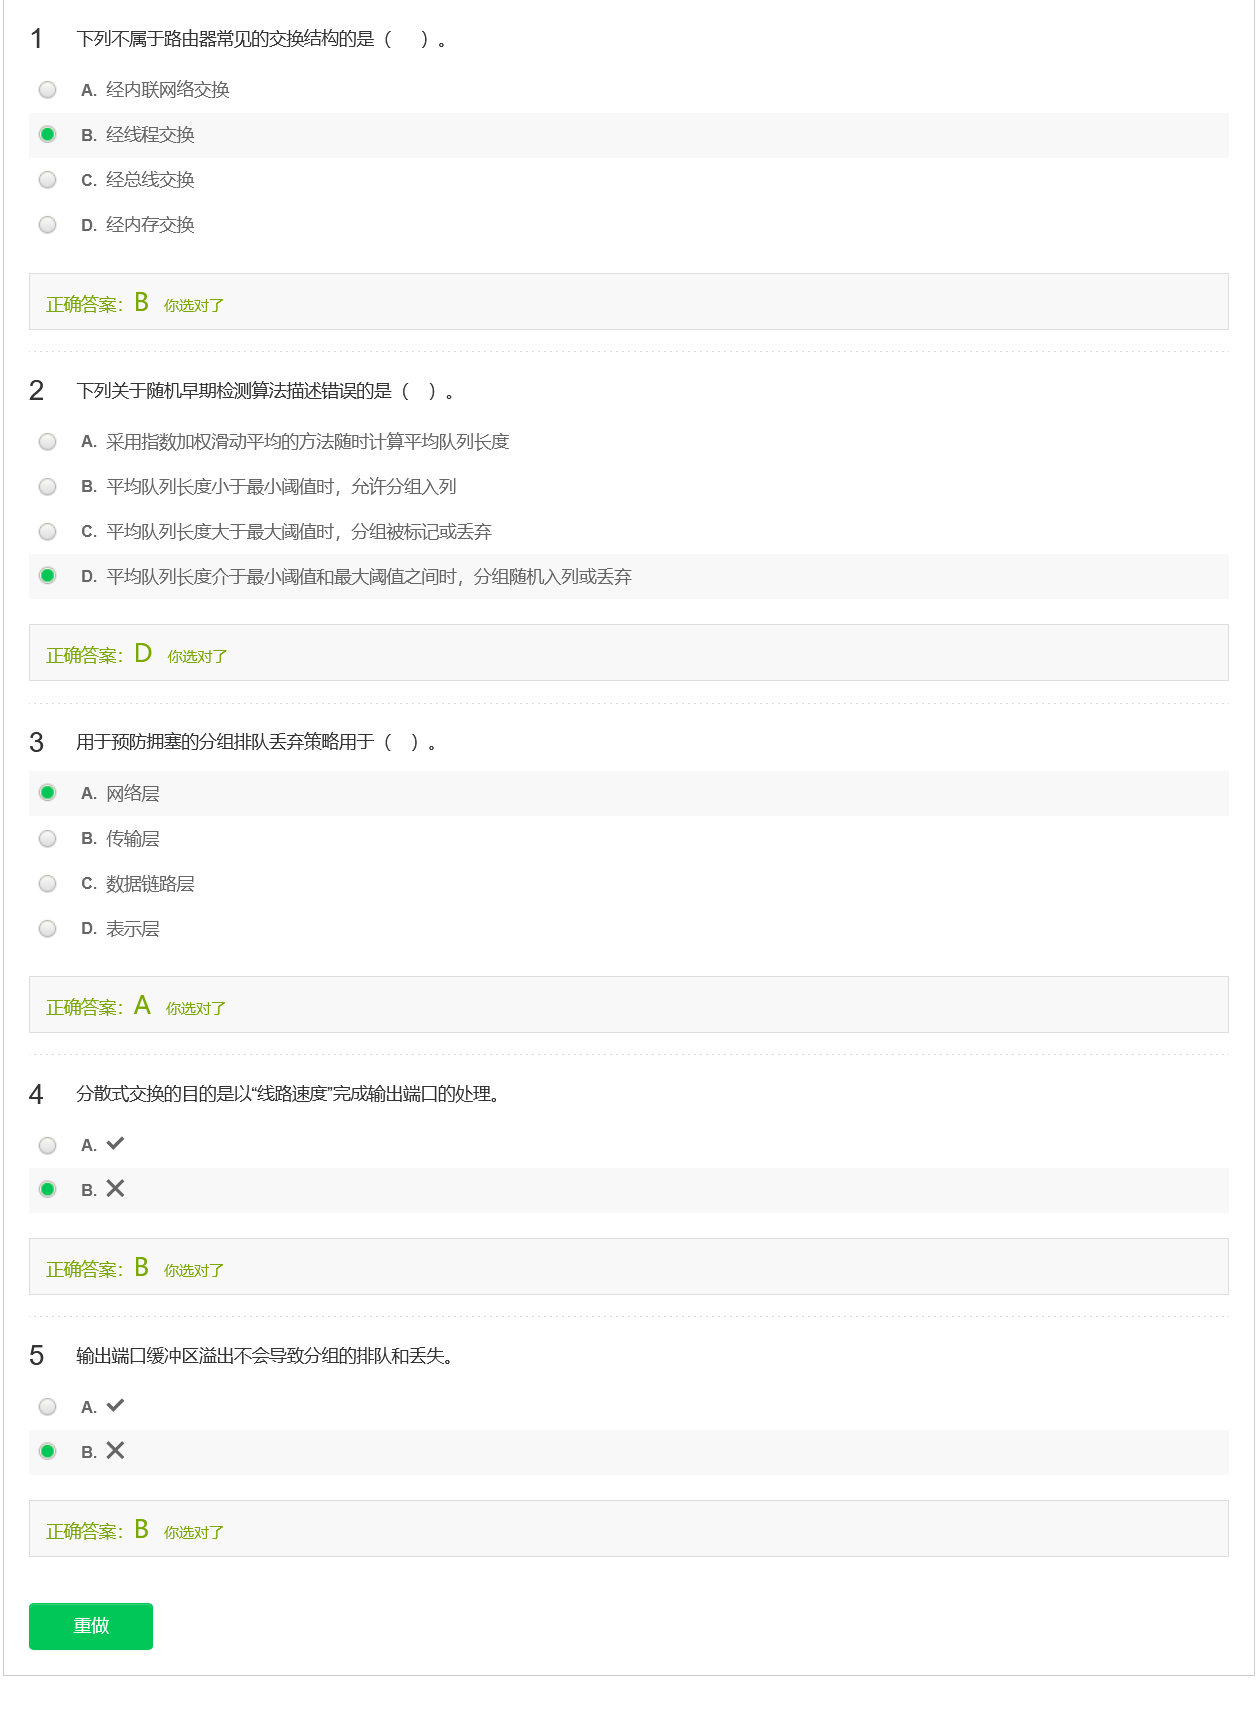 1 下列不属于路由器常见的交换结构的是（　）。
A. 经内联网络交换
B. 经线程交换
C. 经总线交换
D. 经内存交换
正确答案：B 你选对了
2 下列关于随机早期检测算法描述错误的是（　）。
A. 采用指数加权滑动平均的方法随时计算平均队列长度
B. 平均队列长度小于最小阈值时，允许分组入列
C. 平均队列长度大于最大阈值时，分组被标记或丢弃
D. 平均队列长度介于最小阈值和最大阈值之间时，分组随机入列或丢弃
正确答案：D 你选对了
3 用于预防拥塞的分组排队丢弃策略用于（　）。
A. 网络层
B. 传输层
C. 数据链路层
D. 表示层
正确答案：A 你选对了
4 分散式交换的目的是以“线路速度”完成输出端口的处理。
A. ✔
B. ✕
正确答案：B 你选对了
5 输出端口缓冲区溢出不会导致分组的排队和丢失。
A. ✔
B. ✕
正确答案：B 你选对了
重做